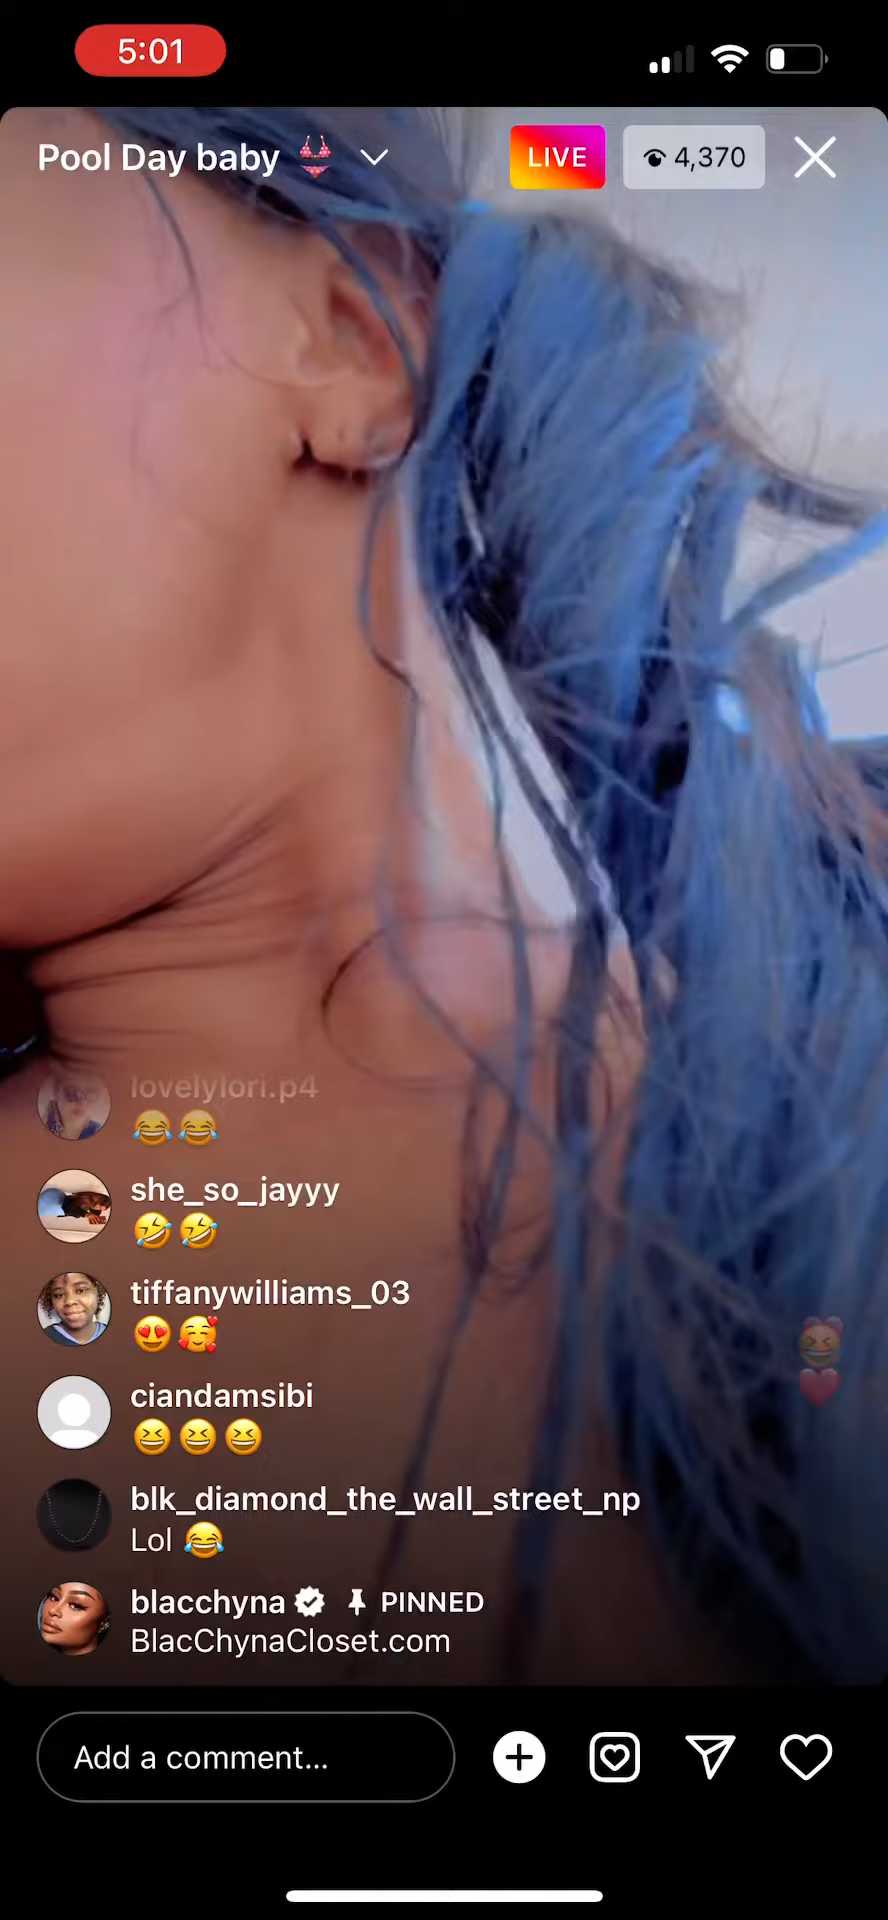 5:01
Pool Day baby 👙
LIVE
4,370
lovelylori.p4
😂😂
she_so_jayyy
🤣🤣
tiffanywilliams_03
😍🥰
ciandamsibi
😆😆😆
blk_diamond_the_wall_street_np
Lol 😂
blacchyna PINNED
BlacChynaCloset.com
Add a comment...